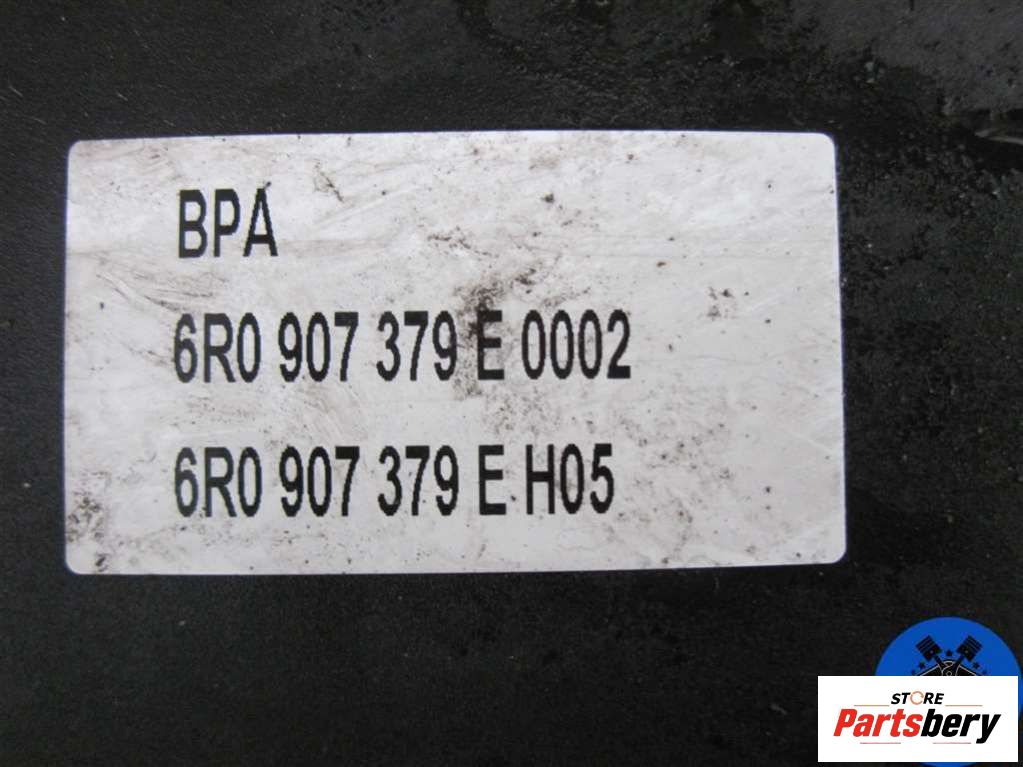 BPA
6R0 907 379 E 0002
6R0 907 379 E H05
STORE
Partsbery